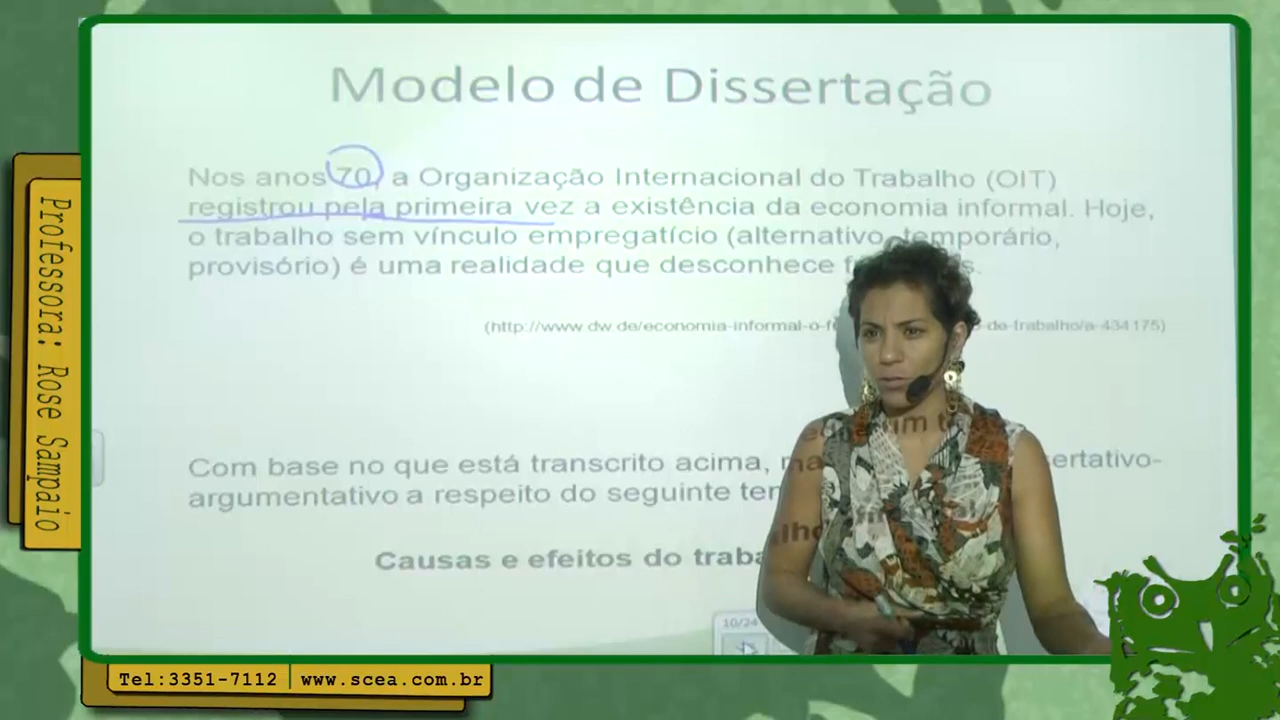 Modelo de Dissertação
Nos anos 70, a Organização Internacional do Trabalho (OIT)
registrou pela primeira vez a existência da economia informal. Hoje,
o trabalho sem vínculo empregatício (alternativo, temporário,
provisório) é uma realidade que desconhece
(http://www.dw.de/economia-informal-o-f de-trabalho/a-434175)
Com base no que está transcrito acima, um
argumentativo a respeito do seguinte
Causas e efeitos do
10/24
Professora: Rose Sampaio
Tel:3351-7112 www.scea.com.br